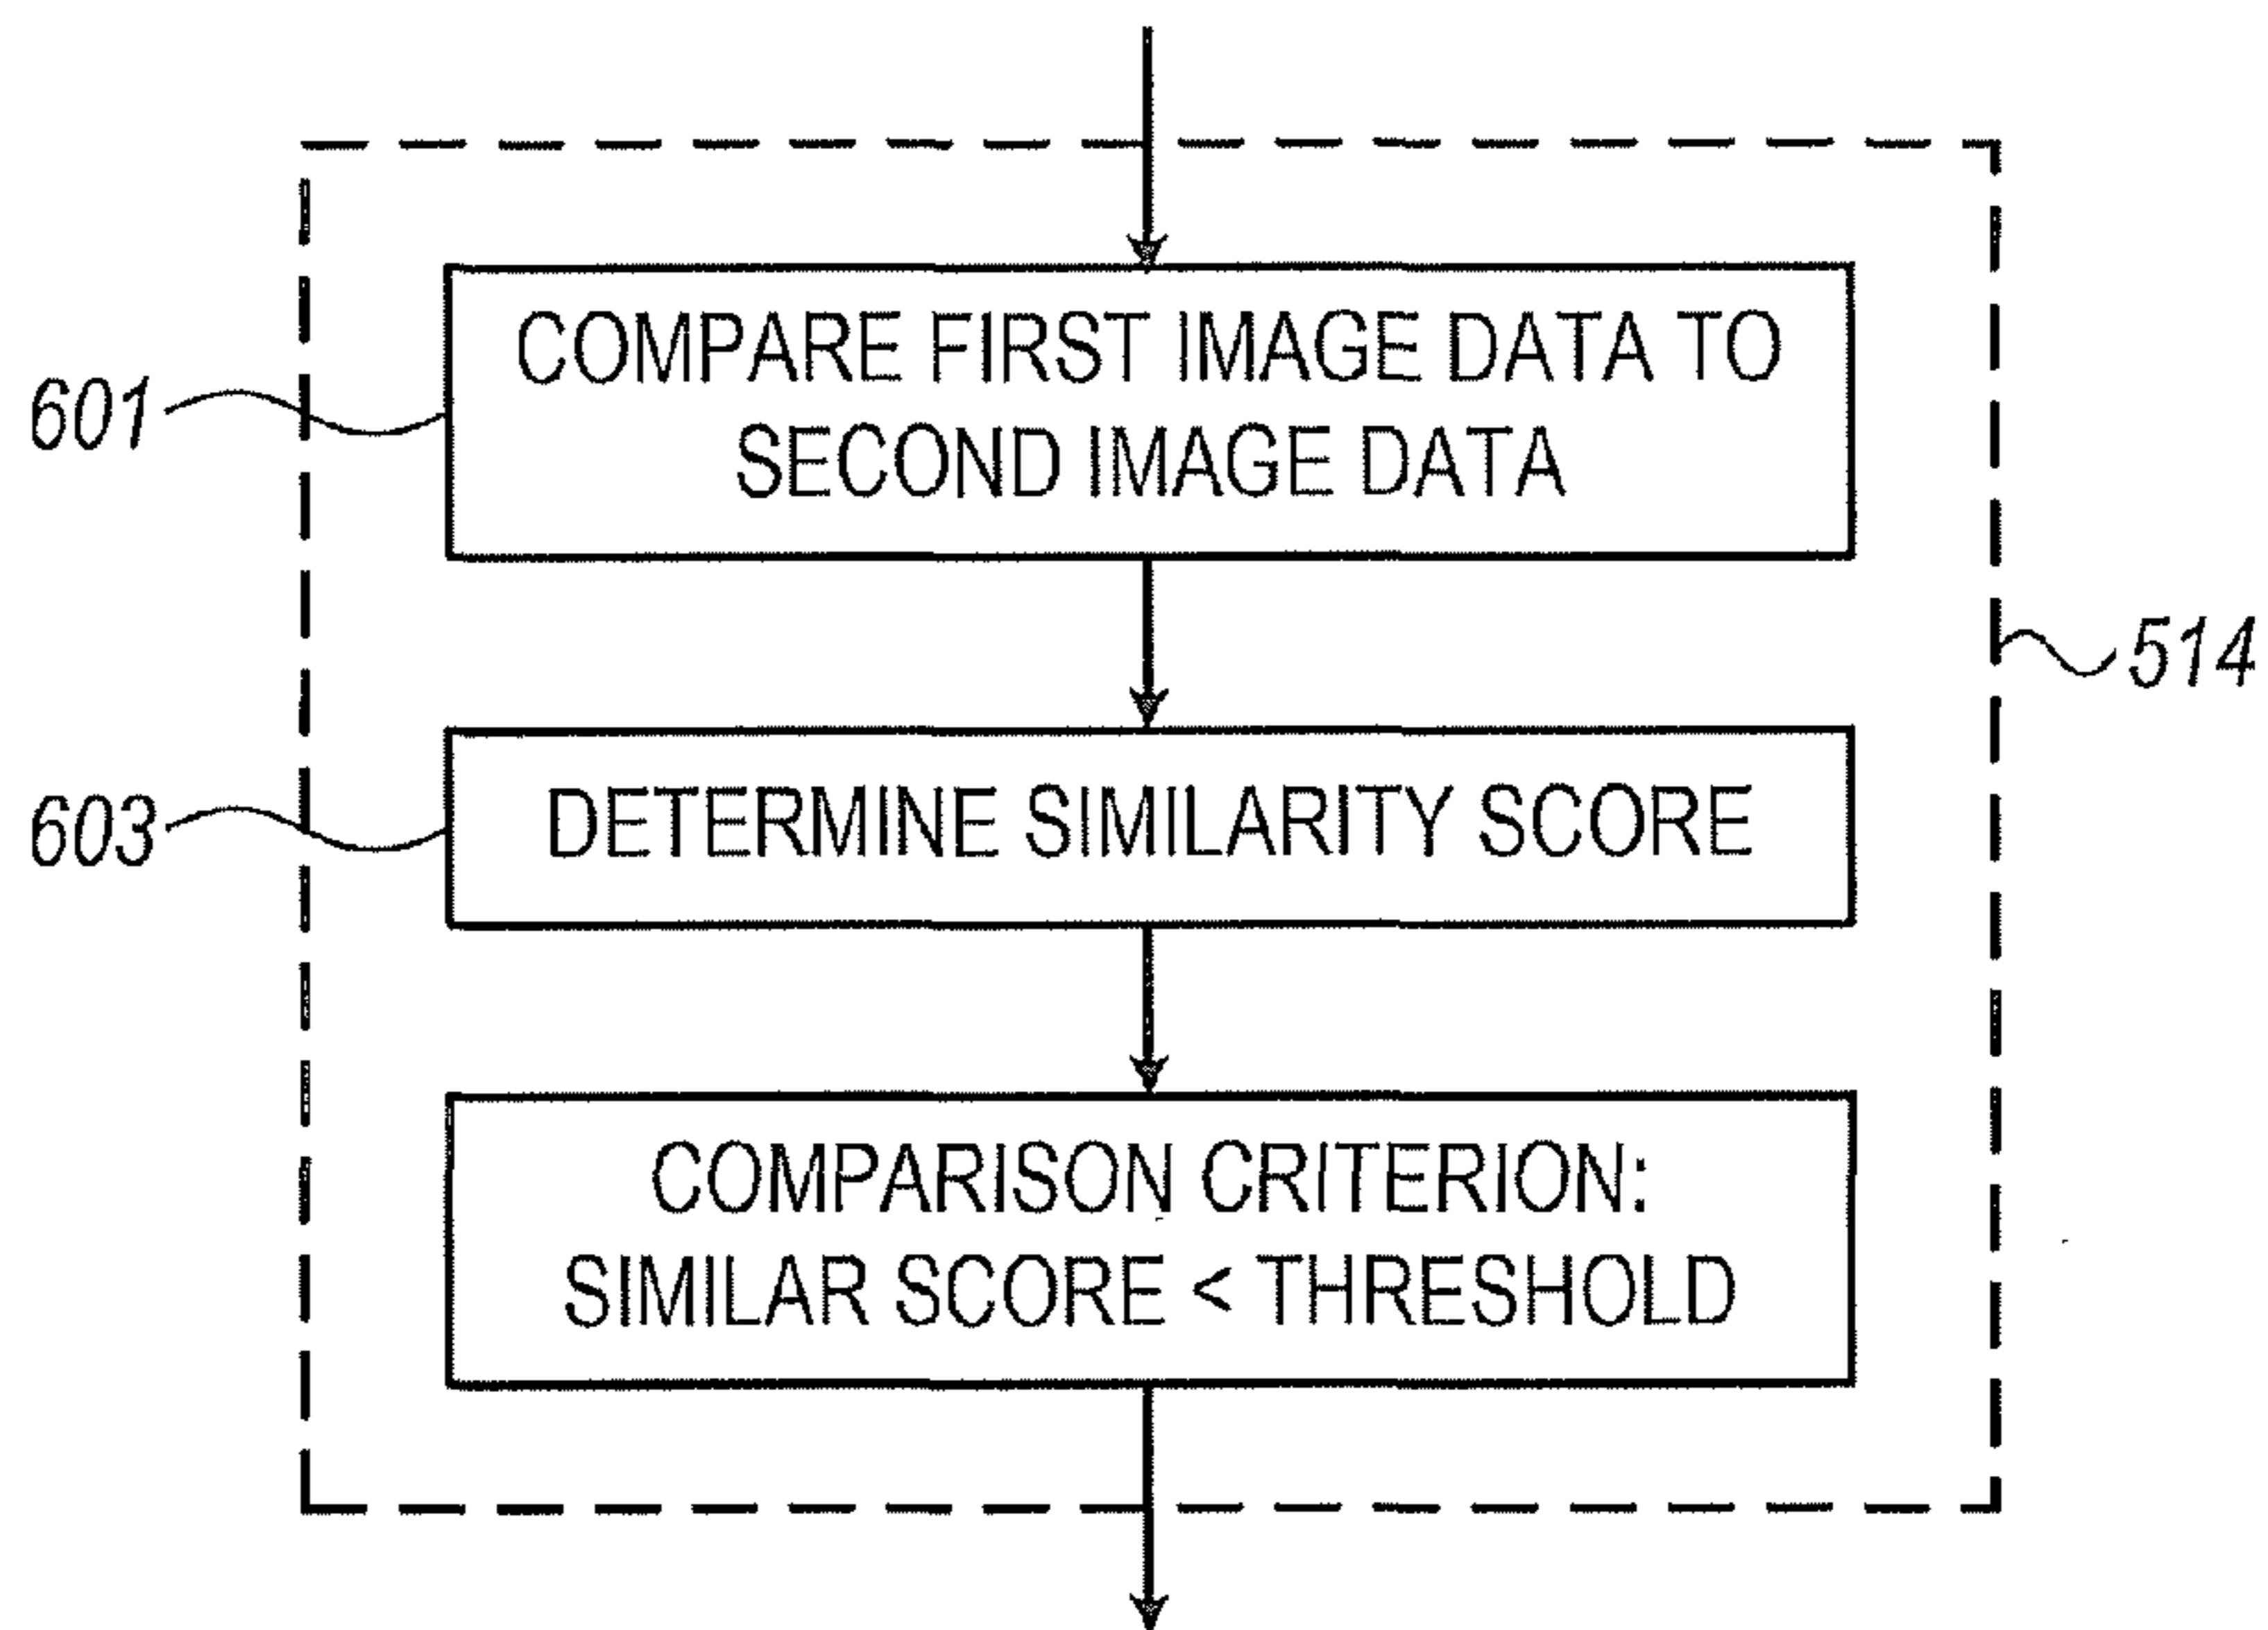 COMPARE FIRST IMAGE DATA TO
SECOND IMAGE DATA
601
514
DETERMINE SIMILARITY SCORE
603
COMPARISON CRITERION:
SIMILAR SCORE < THRESHOLD